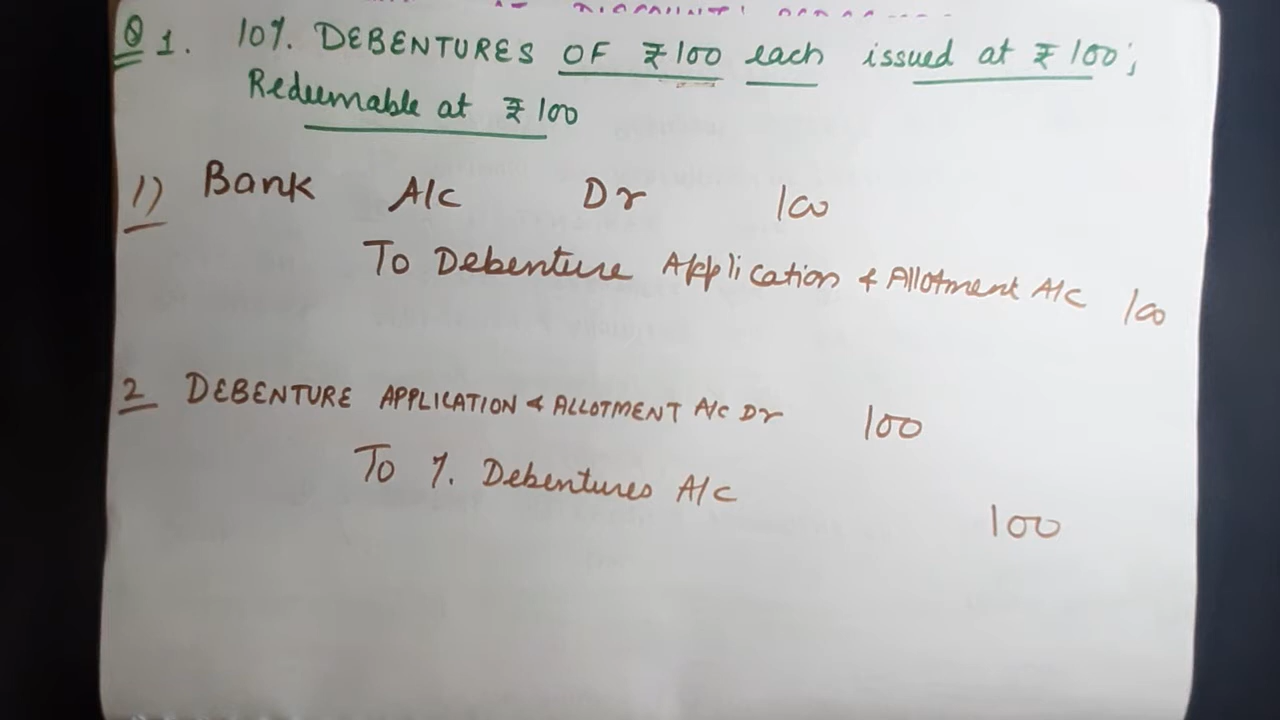 Q 1. 10%. DEBENTURES OF ₹100 each issued at ₹100;
Redeemable at ₹100
1) Bank A/c Dr 100
To Debenture Application & Allotment A/c 100
2 DEBENTURE APPLICATION & ALLOTMENT A/c Dr 100
To %. Debentures A/c
100